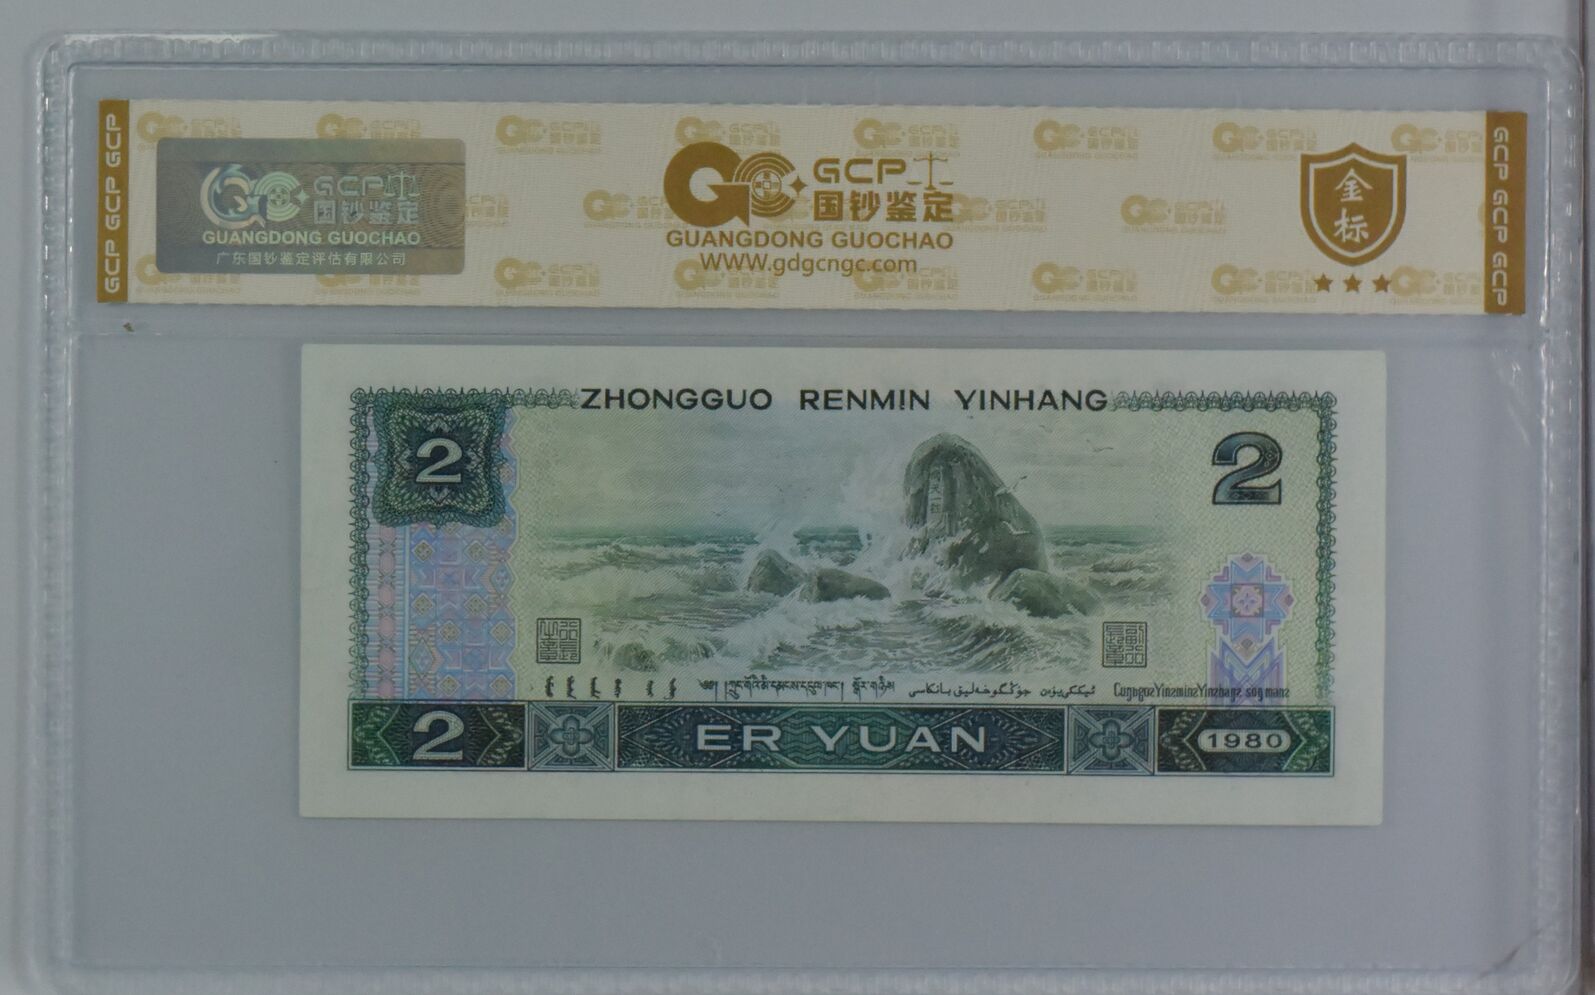 GCP GCP GCP
GCP
国钞鉴定
GUANGDONG GUOCHAO
广东国钞鉴定评估有限公司
GCP
国钞鉴定
GUANGDONG GUOCHAO
WWW.gdgcngc.com
金标
GCP GCP GCP
ZHONGGUO RENMIN YINHANG
2
2
2
ER YUAN
1980